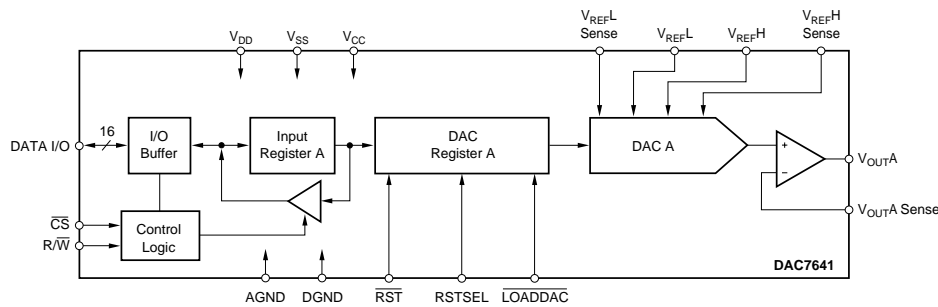 VDD
VSS
VCC
VREFL
Sense
VREFL
VREFH
VREFH
Sense
DATA I/O
16
I/O
Buffer
Input
Register A
DAC
Register A
DAC A
+
–
VOUTA
VOUTA Sense
CS
R/W
Control
Logic
DAC7641
AGND
DGND
RST
RSTSEL
LOADDAC